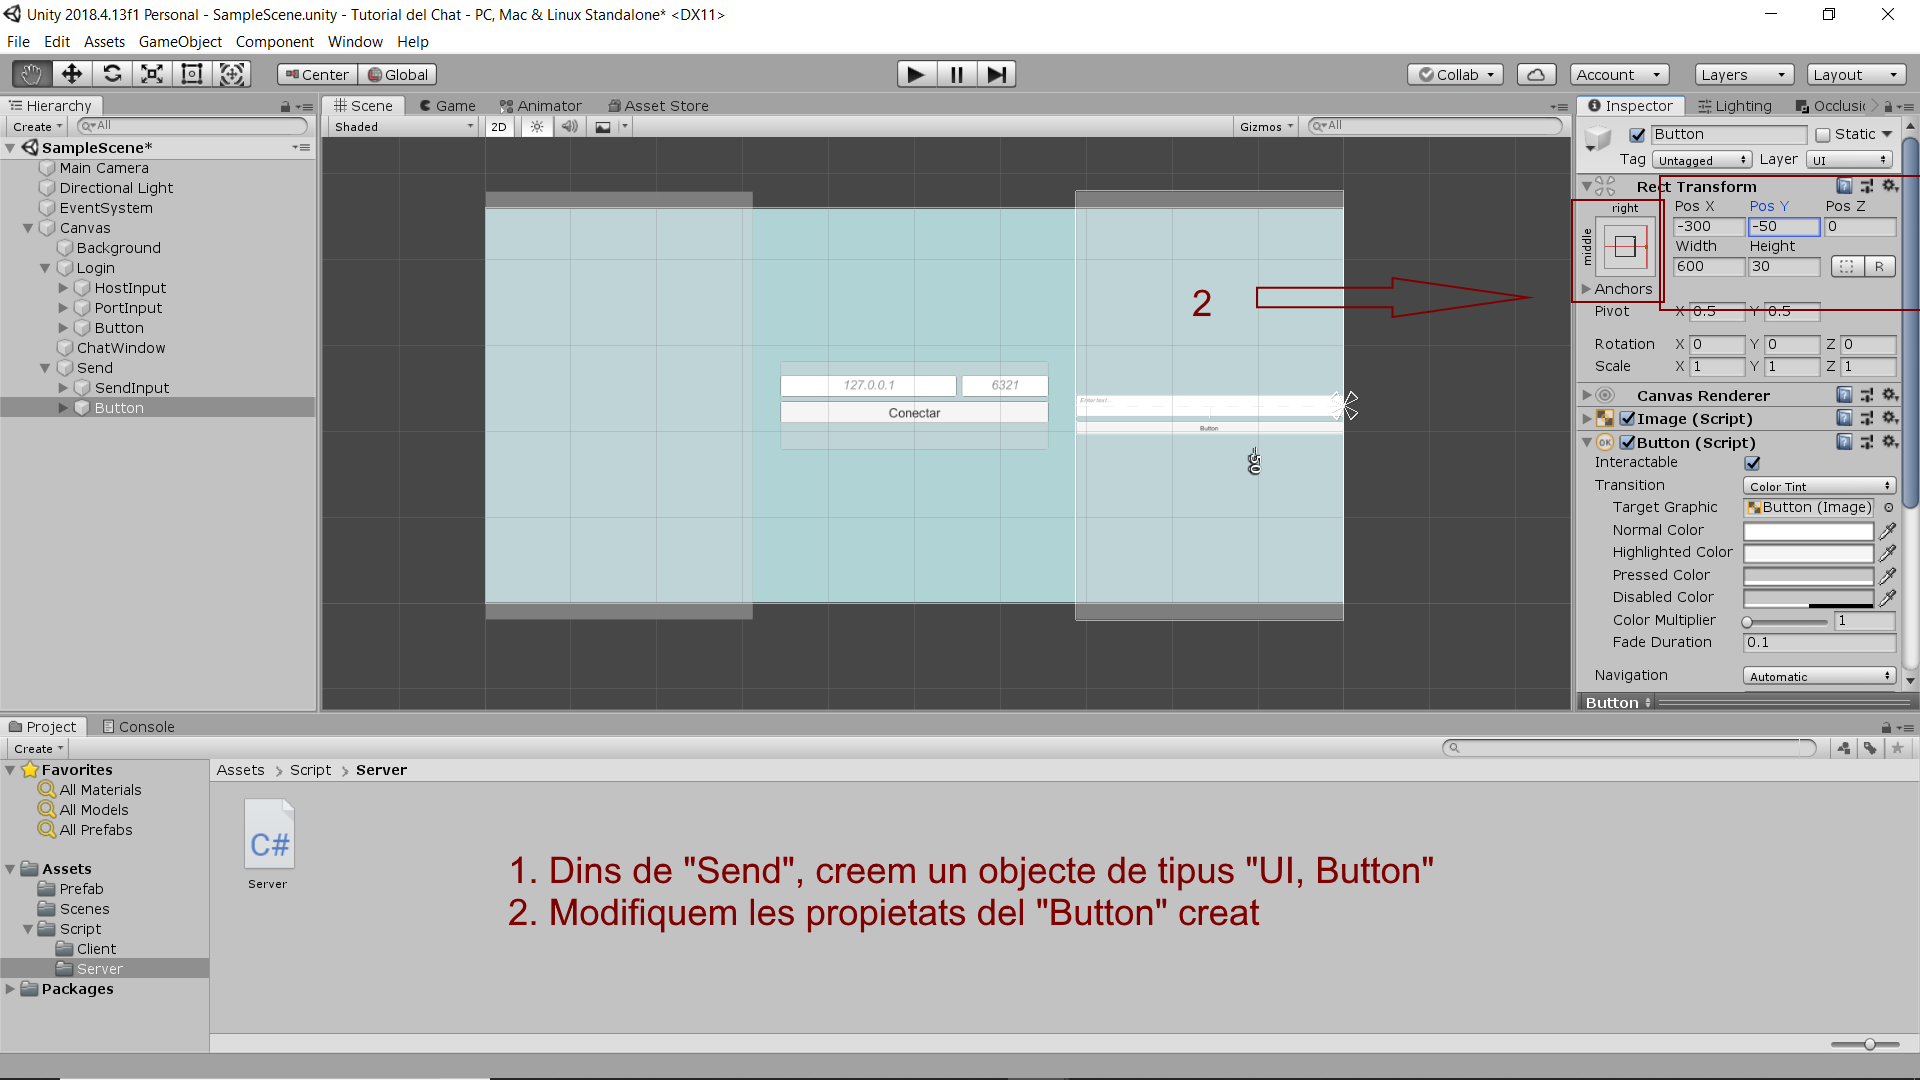 Unity 2018.4.13f1 Personal - SampleScene.unity - Tutorial del Chat - PC, Mac & Linux Standalone* <DX11>
File Edit Assets GameObject Component Window Help
Center Global Collab Account Layers Layout
Hierarchy
Create All
SampleScene*
Main Camera
Directional Light
EventSystem
Canvas
Background
Login
HostInput
PortInput
Button
ChatWindow
Send
SendInput
Button
Scene Game Animator Asset Store
Shaded 2D Gizmos All
127.0.0.1 6321
Conectar
Enter text...
Button
-50
2
Inspector Lighting Occlusi
Button Static
Tag Untagged Layer UI
Rect Transform
right
middle
Pos X Pos Y Pos Z
-300 -50 0
Width Height
600 30 R
Anchors
Pivot X 0.5 Y 0.5
Rotation X 0 Y 0 Z 0
Scale X 1 Y 1 Z 1
Canvas Renderer
Image (Script)
OK Button (Script)
Interactable
Transition Color Tint
Target Graphic Button (Image)
Normal Color
Highlighted Color
Pressed Color
Disabled Color
Color Multiplier 1
Fade Duration 0.1
Navigation Automatic
Button
Project Console
Create
Favorites
All Materials
All Models
All Prefabs
Assets
Prefab
Scenes
Script
Client
Server
Packages
Assets Script Server
C#
Server
1. Dins de "Send", creem un objecte de tipus "UI, Button"
2. Modifiquem les propietats del "Button" creat